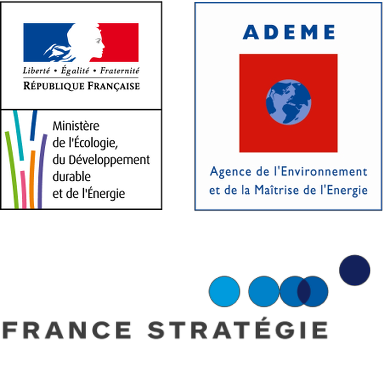 Liberté • Égalité • Fraternité
RÉPUBLIQUE FRANÇAISE
Ministère
de l'Écologie,
du Développement
durable
et de l'Énergie
ADEME
Agence de l'Environnement
et de la Maîtrise de l'Energie
FRANCE STRATÉGIE